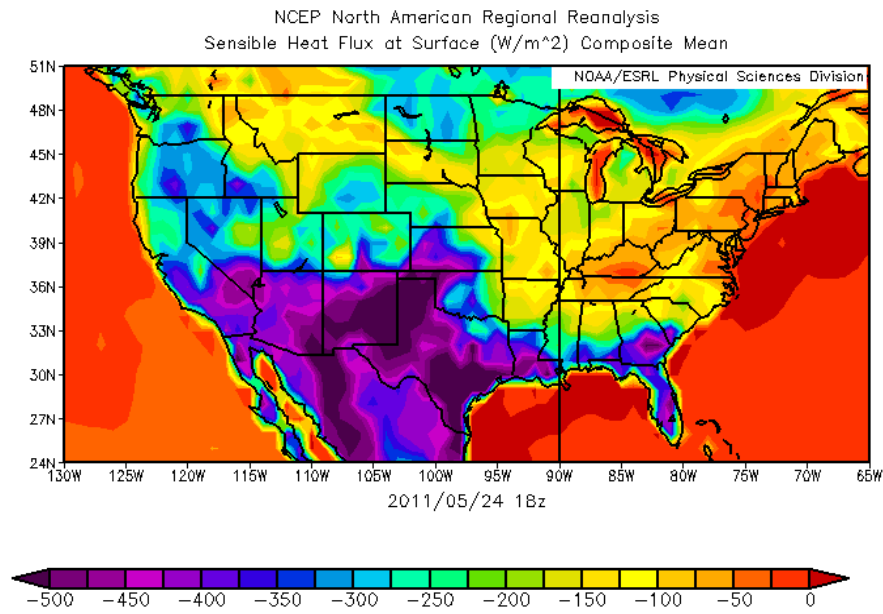 NCEP North American Regional Reanalysis
Sensible Heat Flux at Surface (W/m^2) Composite Mean
NOAA/ESRL Physical Sciences Division
51N
48N
45N
42N
39N
36N
33N
30N
27N
24N
130W 125W 120W 115W 110W 105W 100W 95W 90W 85W 80W 75W 70W 65W
2011/05/24 18z
-500 -450 -400 -350 -300 -250 -200 -150 -100 -50 0